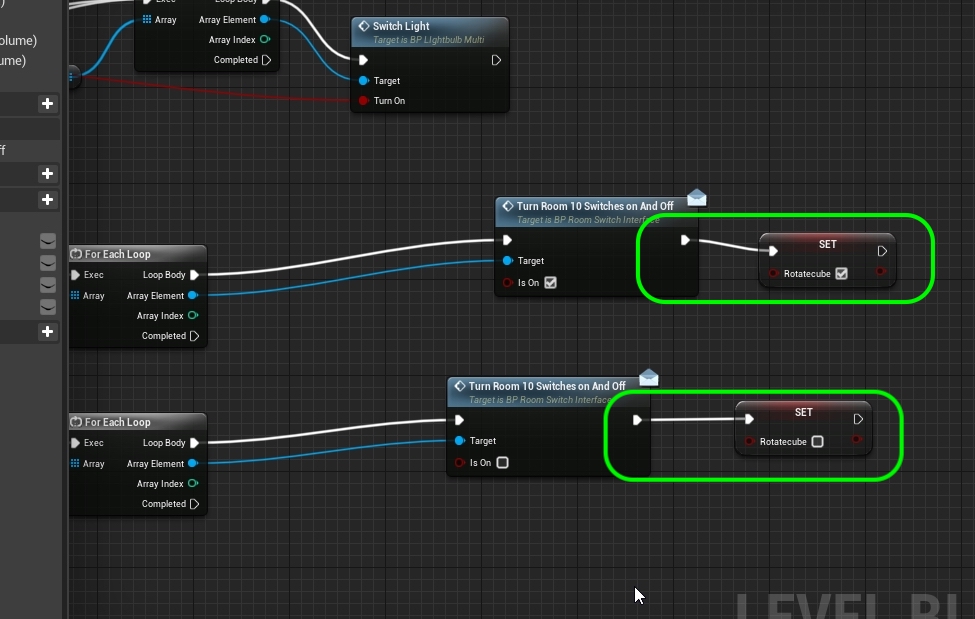 olume)
ume)
ff
Exec
Loop Body
Array
Array Element
Array Index
Completed
Switch Light
Target is BP LIghtbulb Multi
Target
Turn On
Turn Room 10 Switches on And Off
Target is BP Room Switch Interface
Target
Is On
SET
Rotatecube
For Each Loop
Exec
Loop Body
Array
Array Element
Array Index
Completed
Turn Room 10 Switches on And Off
Target is BP Room Switch Interface
Target
Is On
SET
Rotatecube
For Each Loop
Exec
Loop Body
Array
Array Element
Array Index
Completed
LEVEL BL